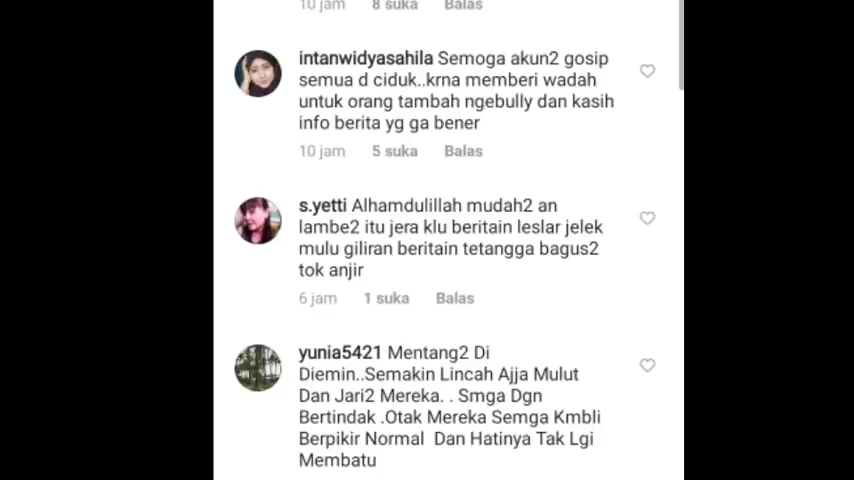 10 jam 8 suka Balas
intanwidyasahila Semoga akun2 gosip
semua d ciduk..krna memberi wadah
untuk orang tambah ngebully dan kasih
info berita yg ga bener
10 jam 5 suka Balas
s.yetti Alhamdulillah mudah2 an
lambe2 itu jera klu beritain leslar jelek
mulu giliran beritain tetangga bagus2
tok anjir
6 jam 1 suka Balas
yunia5421 Mentang2 Di
Diemin..Semakin Lincah Ajja Mulut
Dan Jari2 Mereka. . Smga Dgn
Bertindak .Otak Mereka Semga Kmbli
Berpikir Normal  Dan Hatinya Tak Lgi
Membatu